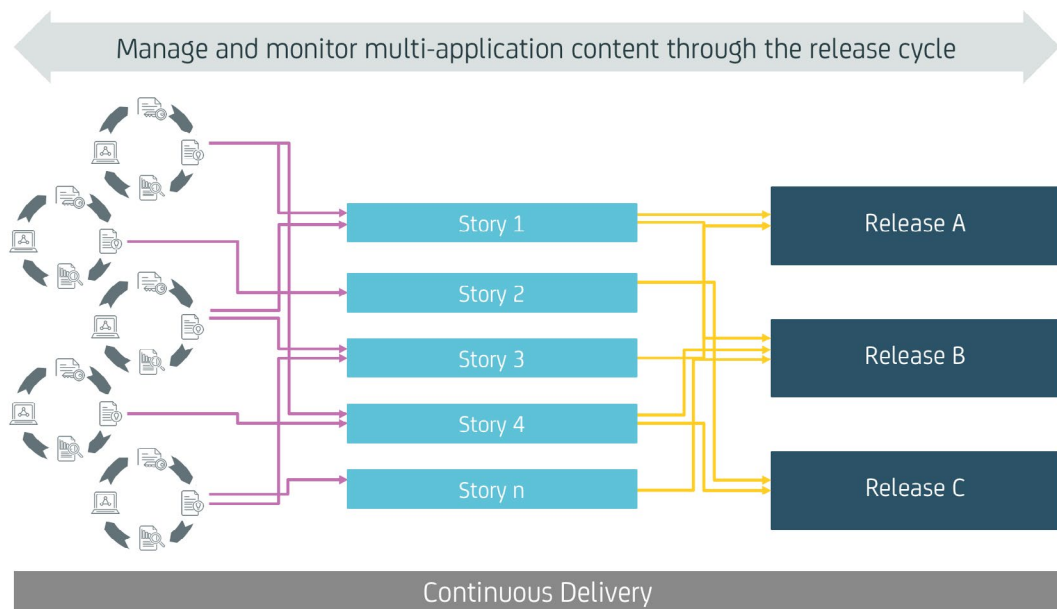 Manage and monitor multi-application content through the release cycle
Story 1
Story 2
Story 3
Story 4
Story n
Release A
Release B
Release C
Continuous Delivery